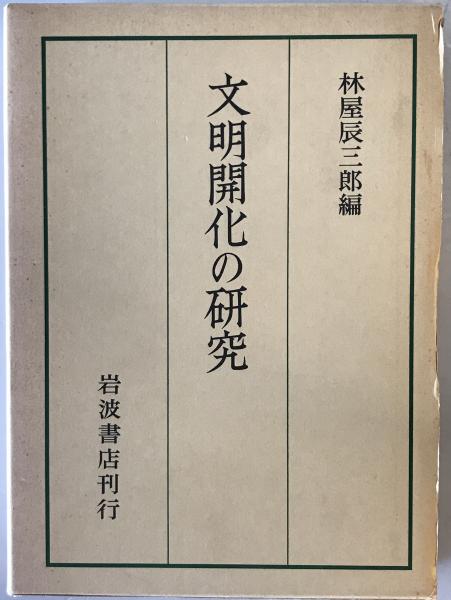 林屋辰三郎編
文明開化の研究
岩波書店刊行